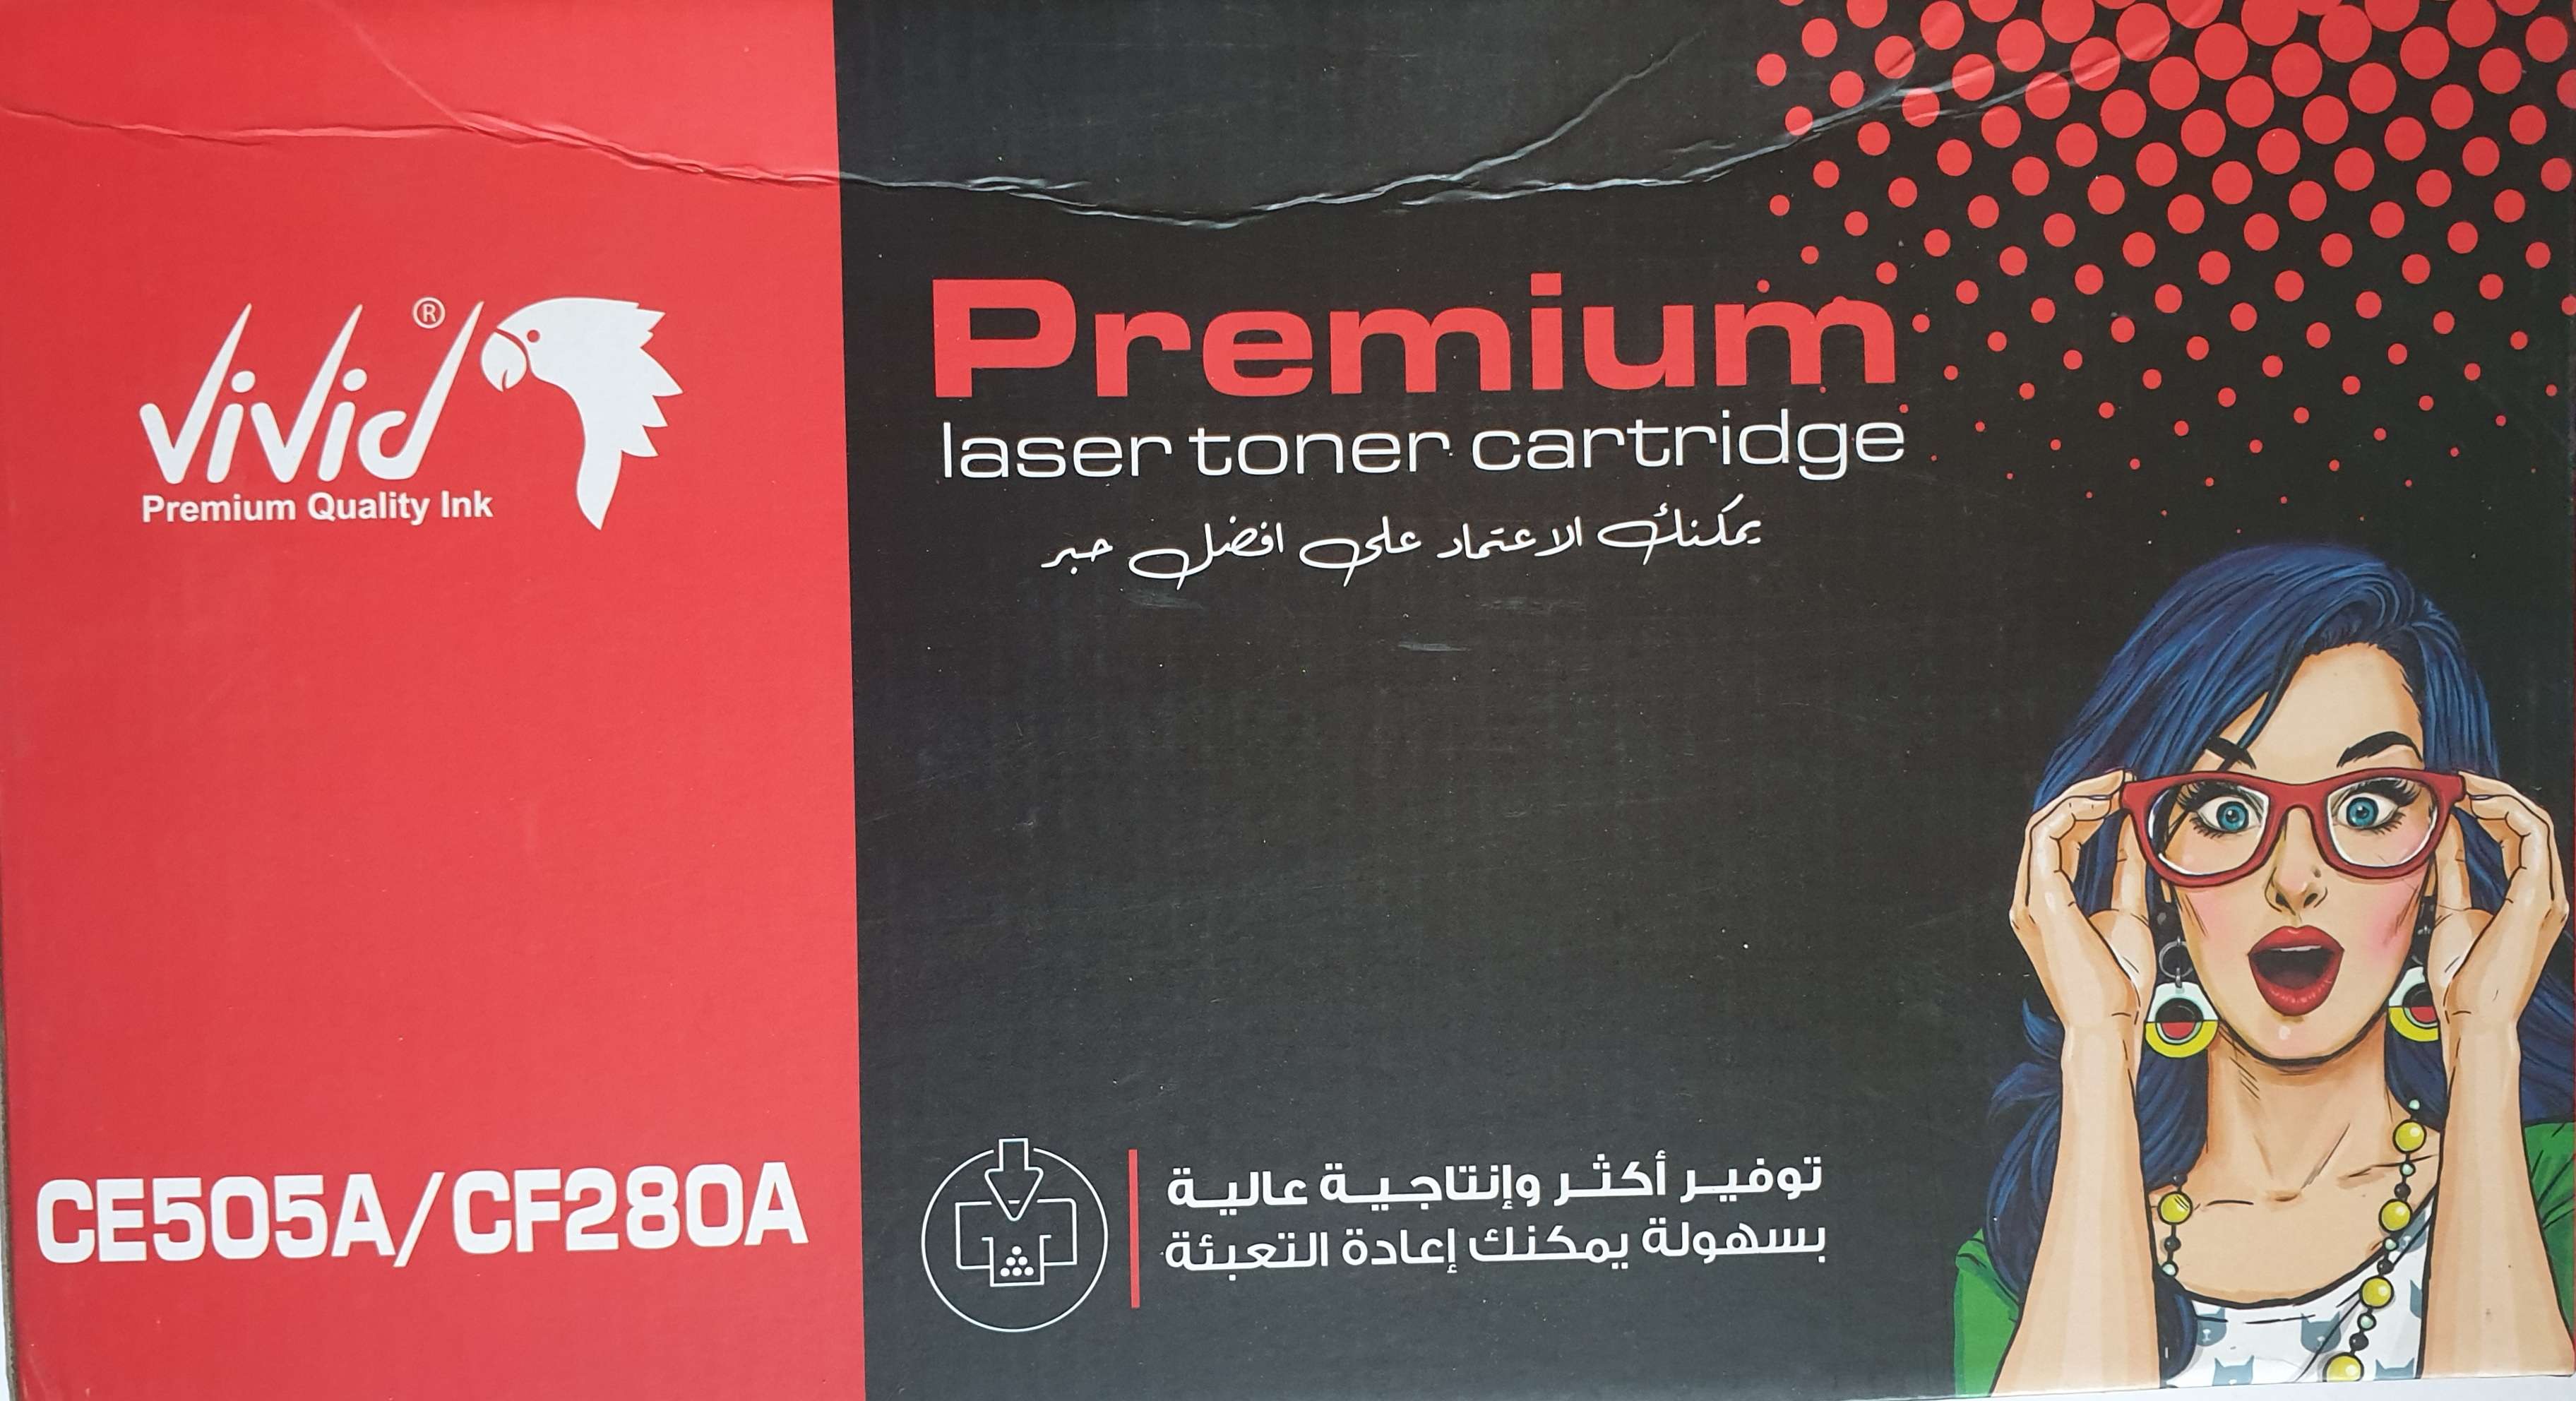 Vivid®
Premium Quality Ink
CE505A/CF280A
Premium
laser toner cartridge
يمكنك الاعتماد على افضل حبر
توفير أكثر وإنتاجية عالية
بسهولة يمكنك إعادة التعبئة